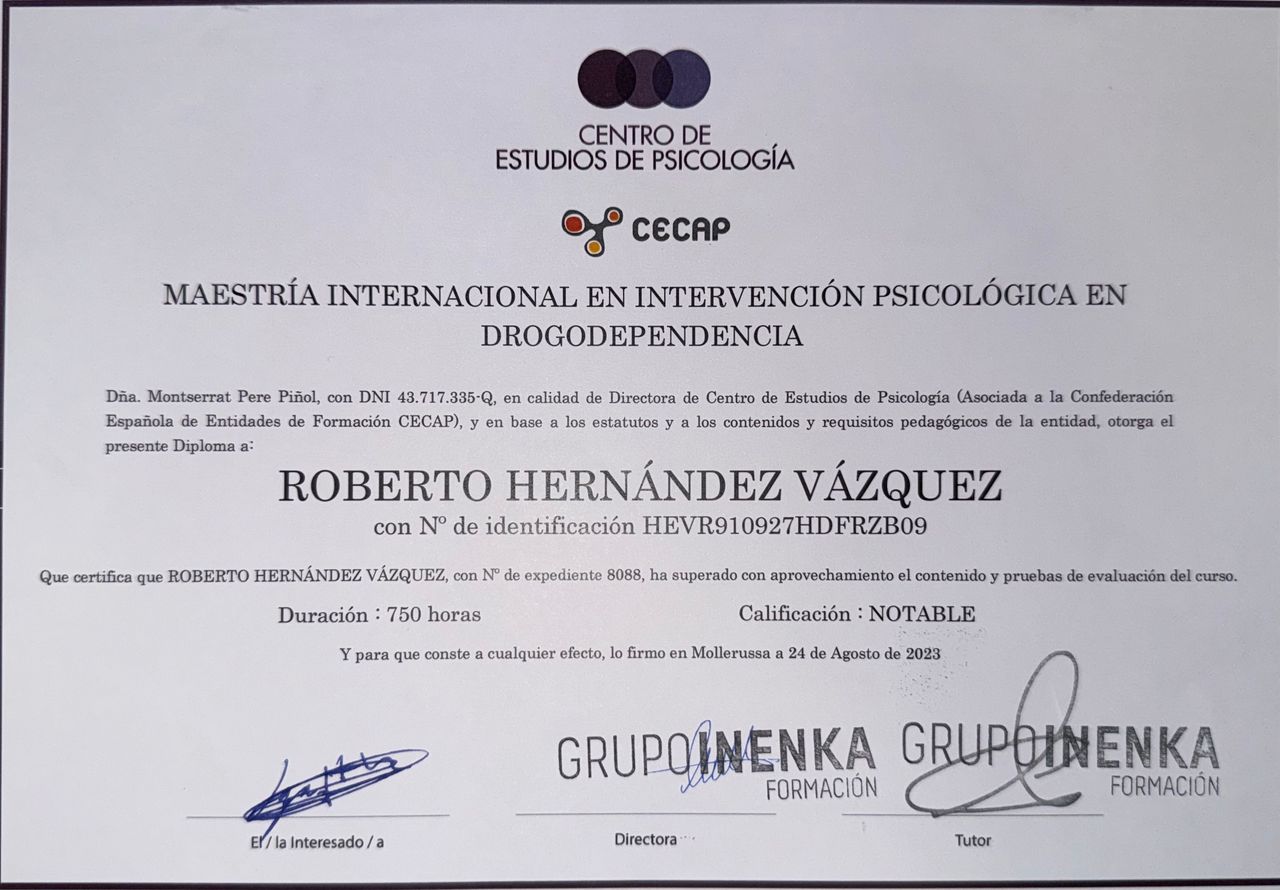 CENTRO DE
ESTUDIOS DE PSICOLOGÍA
CECAP
MAESTRÍA INTERNACIONAL EN INTERVENCIÓN PSICOLÓGICA EN
DROGODEPENDENCIA
Dña. Montserrat Pere Piñol, con DNI 43.717.335-Q, en calidad de Directora de Centro de Estudios de Psicología (Asociada a la Confederación
Española de Entidades de Formación CECAP), y en base a los estatutos y a los contenidos y requisitos pedagógicos de la entidad, otorga el
presente Diploma a:
ROBERTO HERNÁNDEZ VÁZQUEZ
con Nº de identificación HEVR910927HDFRZB09
Que certifica que ROBERTO HERNÁNDEZ VÁZQUEZ, con Nº de expediente 8088, ha superado con aprovechamiento el contenido y pruebas de evaluación del curso.
Duración : 750 horas Calificación : NOTABLE
Y para que conste a cualquier efecto, lo firmo en Mollerussa a 24 de Agosto de 2023
GRUPOINENKA GRUPOINENKA
FORMACIÓN FORMACIÓN
El / la Interesado / a Directora Tutor